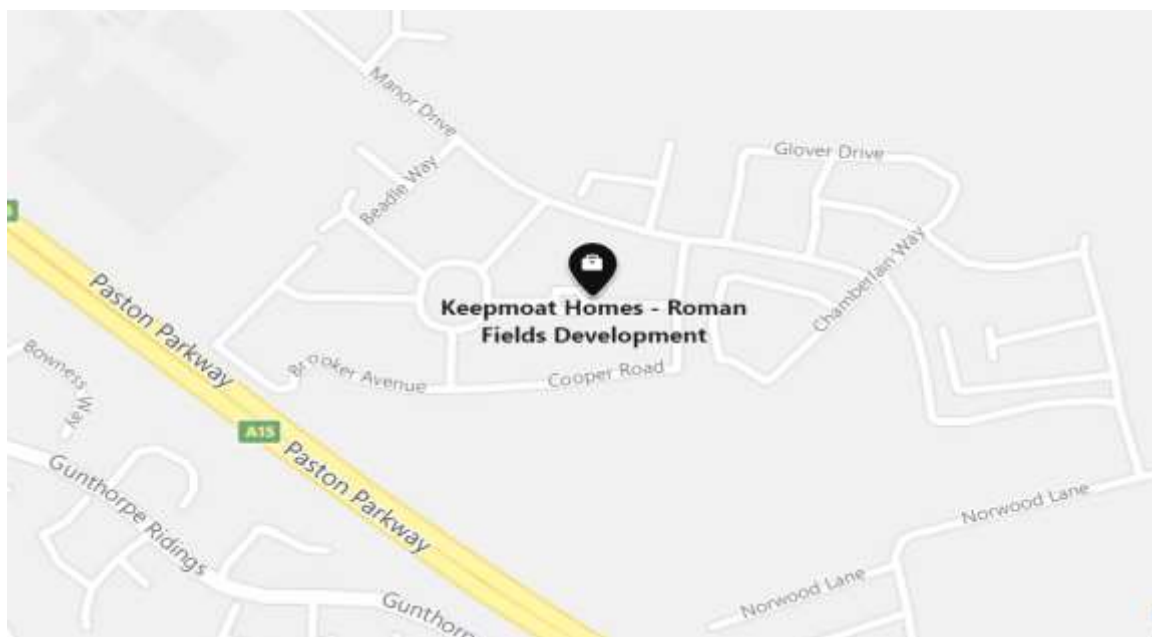 Manor Drive
Glover Drive
Beadle Way
Chamberlain Way
Keepmoat Homes - Roman
Fields Development
Paston Parkway
Bowness Way
Brooker Avenue
Cooper Road
A15
Paston Parkway
Gunthorpe Ridings
Norwood Lane
Norwood Lane
Gunthorp